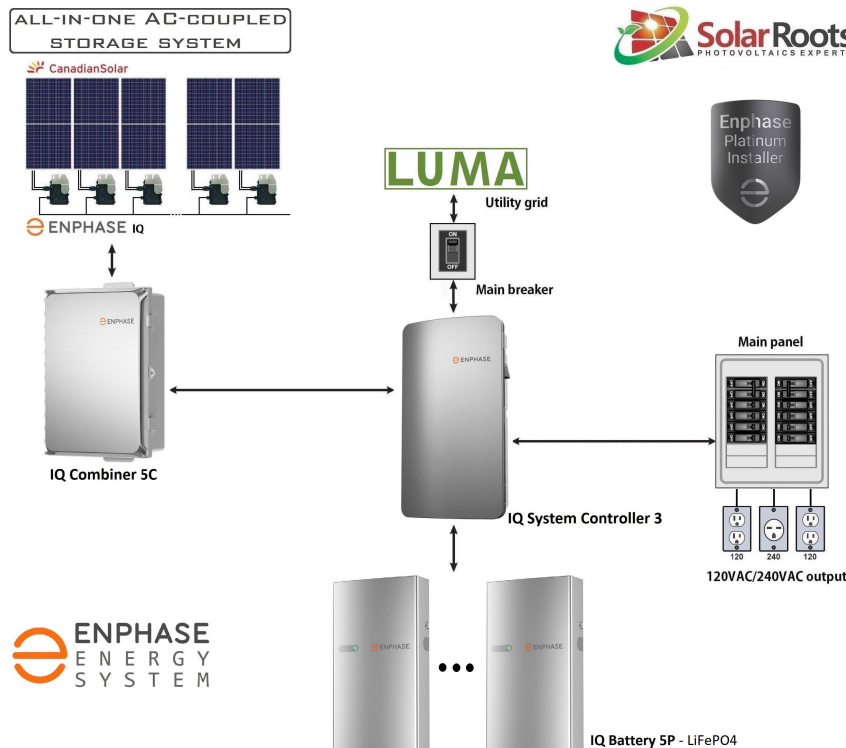 ALL-IN-ONE AC-COUPLED
STORAGE SYSTEM
SolarRoots
PHOTOVOLTAICS EXPERT
CanadianSolar
Enphase
Platinum
Installer
LUMA
Utility grid
ENPHASE IQ
ON
OFF
Main breaker
ENPHASE
ENPHASE
Main panel
IQ Combiner 5C
IQ System Controller 3
120
240
120
120VAC/240VAC output
ENPHASE
ENERGY
SYSTEM
ENPHASE
ENPHASE
IQ Battery 5P - LiFePO4